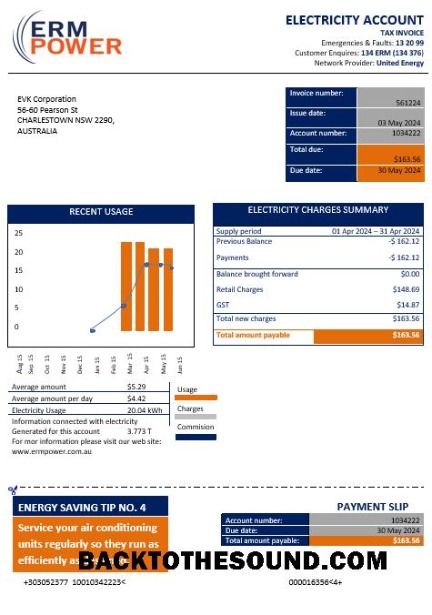 ERM
POWER
ELECTRICITY ACCOUNT
TAX INVOICE
Emergencies & Faults: 13 20 99
Customer Enquires: 134 ERM (134 376)
Network Provider: United Energy
EVK Corporation
56-60 Pearson St
CHARLESTOWN NSW 2290,
AUSTRALIA
Invoice number: 561224
Issue date: 03 May 2024
Account number: 1034222
Total due: $163.56
Due date: 30 May 2024
RECENT USAGE
25
20
15
10
5
0
Aug 15 Sep 15 Oct 15 Nov 15 Dec 15 Jan 15 Feb 15 Mar 15 Apr 15 May 15 Jun 15
Average amount $5.29
Average amount per day $4.42
Electricity Usage 20.04 kWh
Information connected with electricity
Generated for this account 3.773 T
For mor information please visit our web site:
www.ermpower.com.au
Usage
Charges
Commision
ELECTRICITY CHARGES SUMMARY
Supply period 01 Apr 2024 – 31 Apr 2024
Previous Balance -$ 162.12
Payments -$ 162.12
Balance brought forward $0.00
Retail Charges $148.69
GST $14.87
Total new charges $163.56
Total amount payable $163.56
ENERGY SAVING TIP NO. 4
Service your air conditioning
units regularly so they run as
efficiently as
PAYMENT SLIP
Account number: 1034222
Due date: 30 May 2024
Total amount payable: $163.56
BACKTOTHESOUND.COM
+303052377 10010342223< 000016356<4+